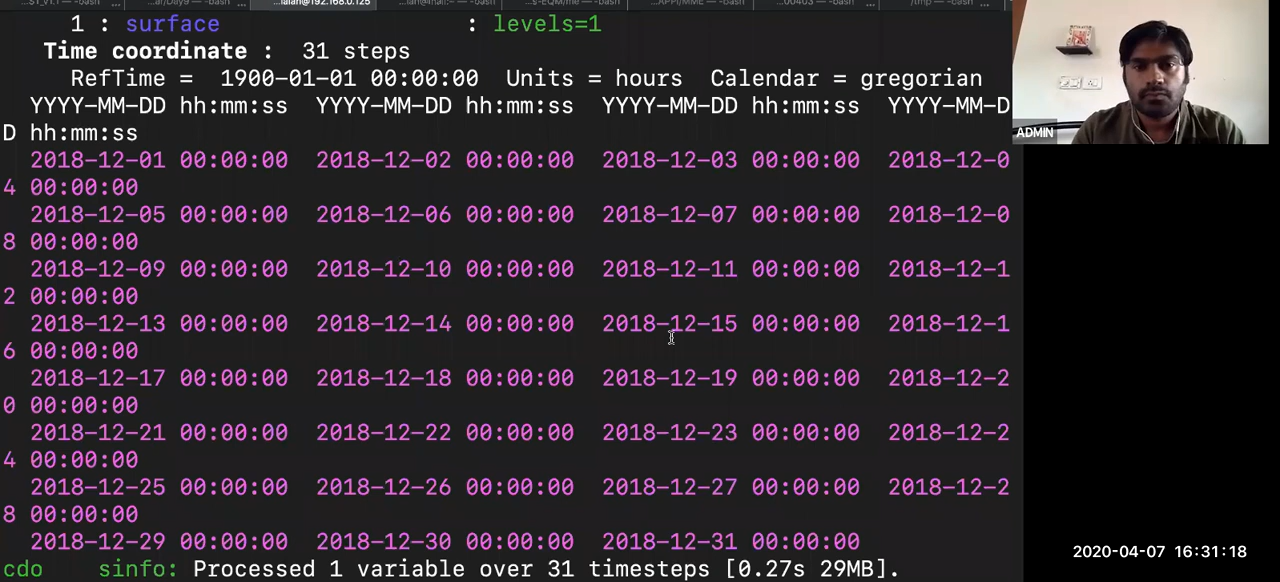 ialah@192.168.0.125
1 : surface : levels=1
Time coordinate : 31 steps
RefTime = 1900-01-01 00:00:00 Units = hours Calendar = gregorian
YYYY-MM-DD hh:mm:ss YYYY-MM-DD hh:mm:ss YYYY-MM-DD hh:mm:ss YYYY-MM-D
D hh:mm:ss
2018-12-01 00:00:00 2018-12-02 00:00:00 2018-12-03 00:00:00 2018-12-0
4 00:00:00
2018-12-05 00:00:00 2018-12-06 00:00:00 2018-12-07 00:00:00 2018-12-0
8 00:00:00
2018-12-09 00:00:00 2018-12-10 00:00:00 2018-12-11 00:00:00 2018-12-1
2 00:00:00
2018-12-13 00:00:00 2018-12-14 00:00:00 2018-12-15 00:00:00 2018-12-1
6 00:00:00
2018-12-17 00:00:00 2018-12-18 00:00:00 2018-12-19 00:00:00 2018-12-2
0 00:00:00
2018-12-21 00:00:00 2018-12-22 00:00:00 2018-12-23 00:00:00 2018-12-2
4 00:00:00
2018-12-25 00:00:00 2018-12-26 00:00:00 2018-12-27 00:00:00 2018-12-2
8 00:00:00
2018-12-29 00:00:00 2018-12-30 00:00:00 2018-12-31 00:00:00
cdo sinfo: Processed 1 variable over 31 timesteps [0.27s 29MB].
ADMIN
2020-04-07 16:31:18